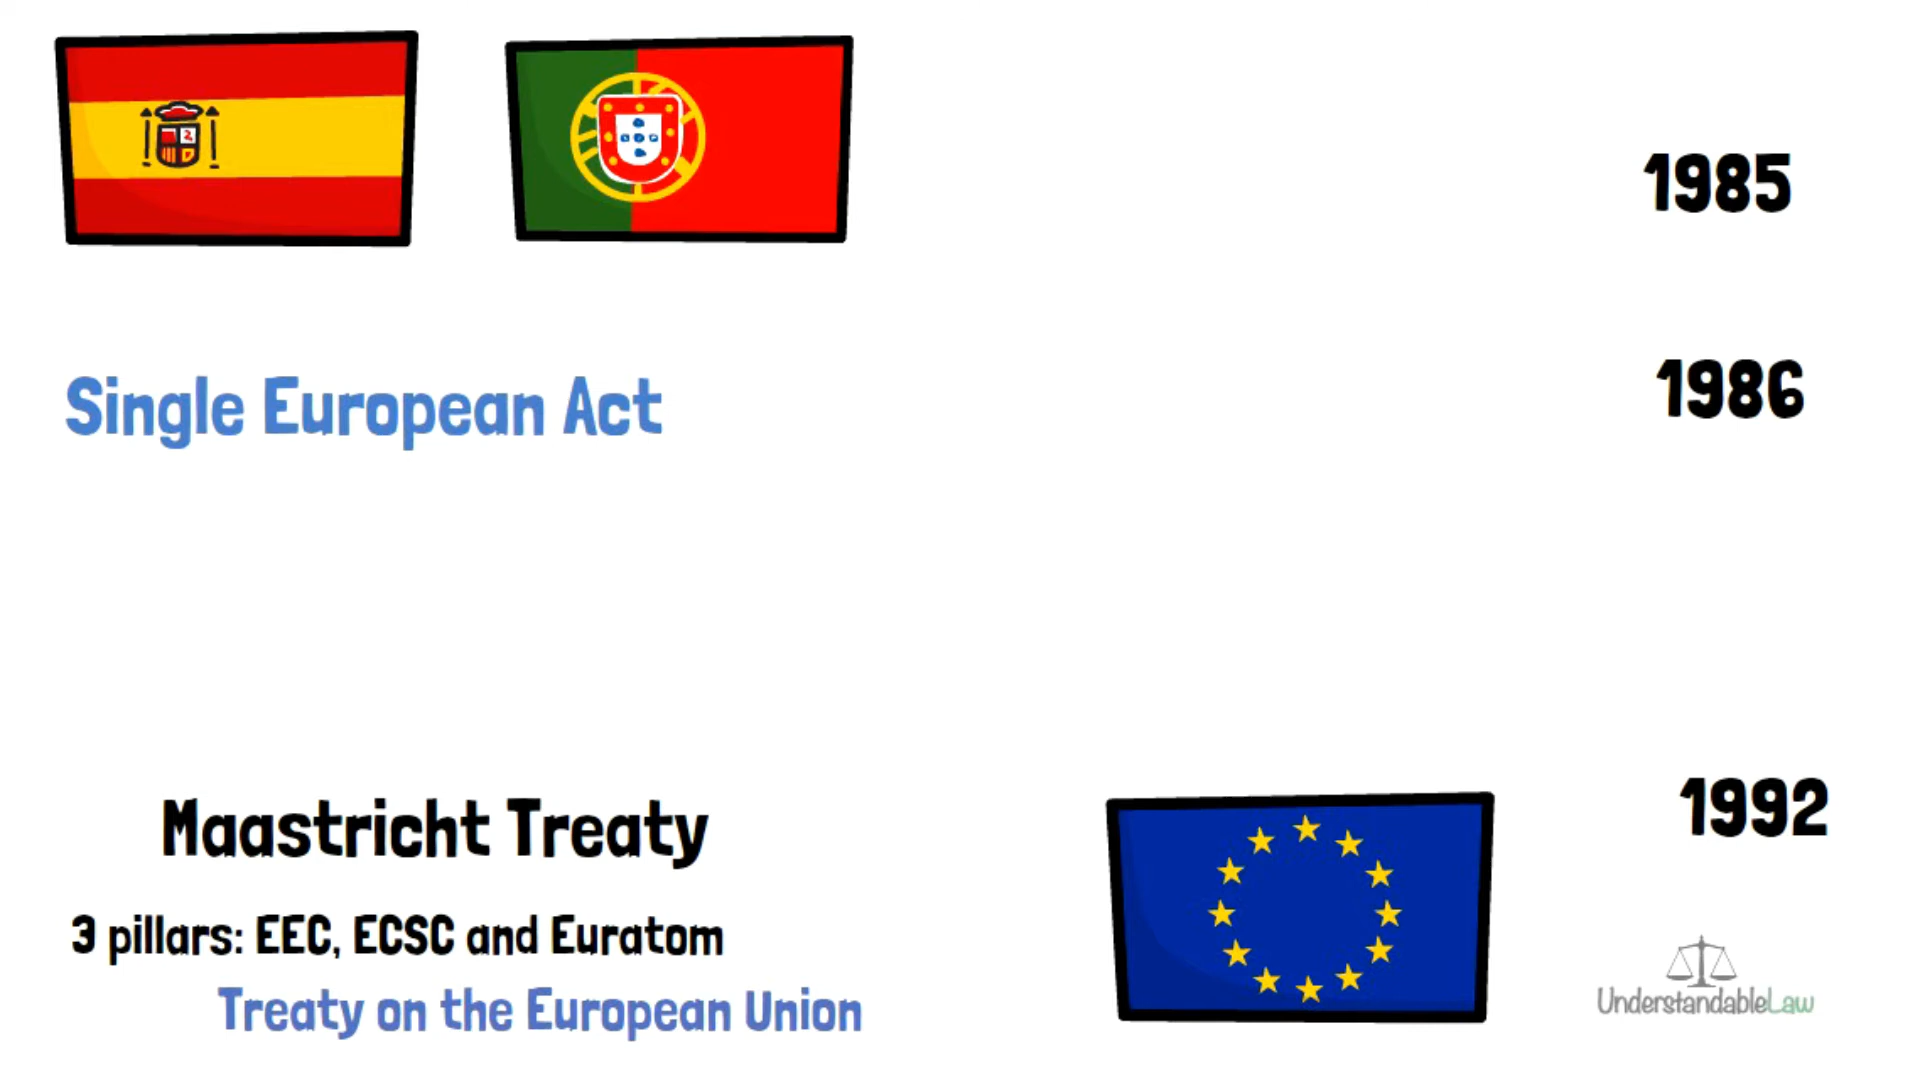 1985
Single European Act
1986
Maastricht Treaty
1992
3 pillars: EEC, ECSC and Euratom
Treaty on the European Union
UnderstandableLaw